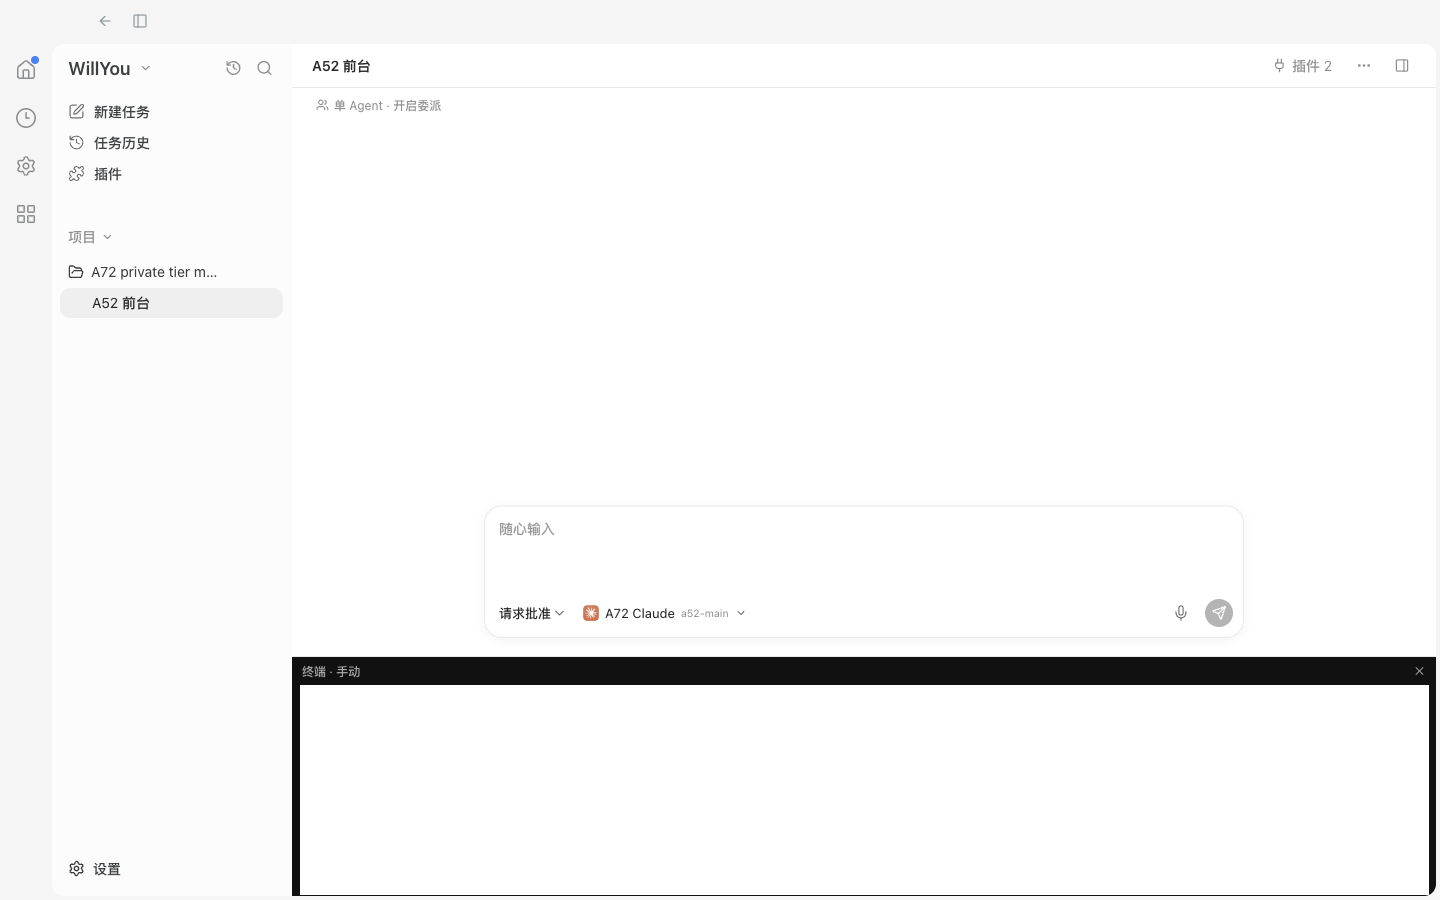 WillYou
新建任务
任务历史
插件
项目
A72 private tier m...
A52 前台
设置
A52 前台
插件 2
单 Agent · 开启委派
随心输入
请求批准
A72 Claude a52-main
终端 · 手动